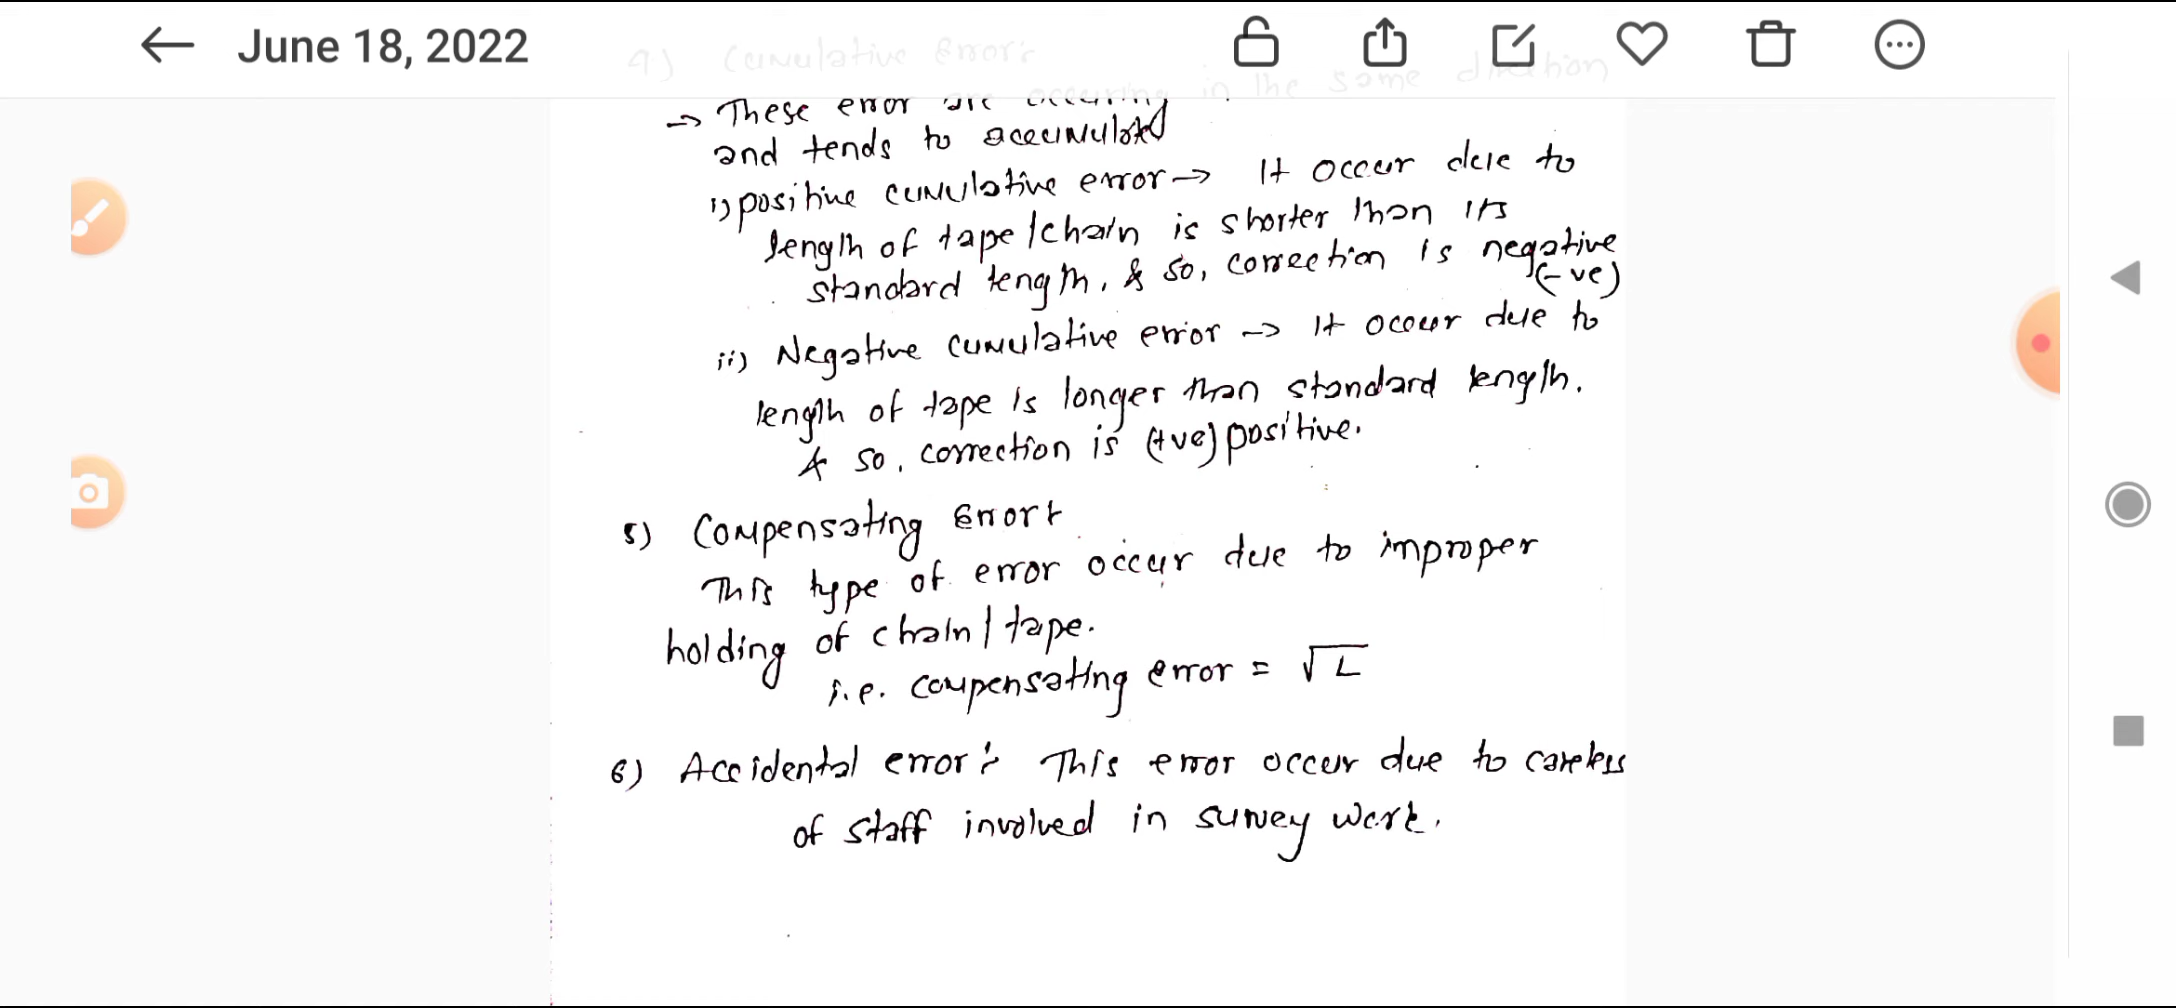 June 18, 2022
4) Cumulative Error:
→ These error are occuring in the same direction
and tends to accumulated
i) positive cumulative error → It occur due to
length of tape/chain is shorter than its
standard length, & so, correction is negative
(-ve)
ii) Negative cumulative error → It occur due to
length of tape is longer than standard length.
& so, correction is (+ve) positive.
5) Compensating Error:
This type of error occur due to improper
holding of chain/tape.
i.e. compensating error = √L
6) Accidental error: This error occur due to careless
of staff involved in survey work.